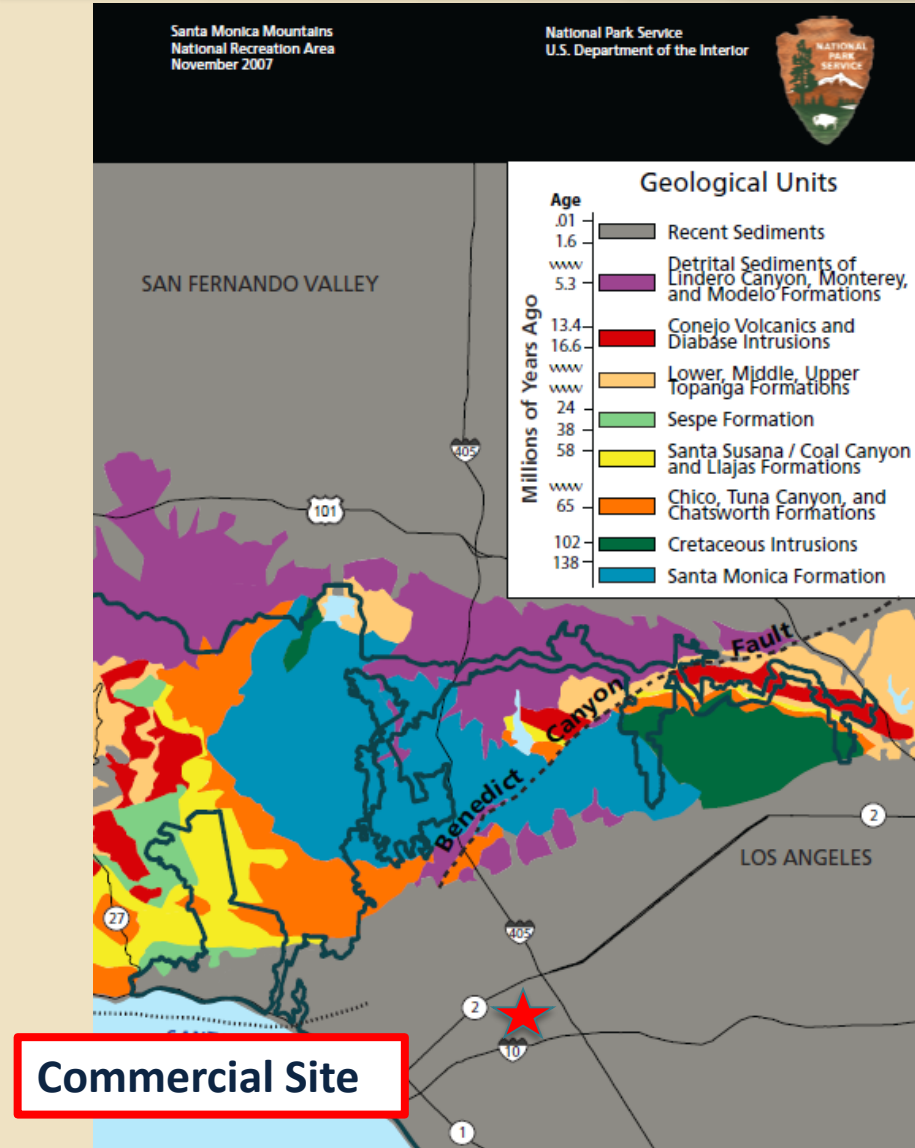 Santa Monica Mountains
National Recreation Area
November 2007
National Park Service
U.S. Department of the Interior
NATIONAL
PARK
SERVICE
Geological Units
Age
Millions of Years Ago
.01
1.6
5.3
13.4
16.6
24
38
58
65
102
138
Recent Sediments
Detrital Sediments of
Lindero Canyon, Monterey,
and Modelo Formations
Conejo Volcanics and
Diabase Intrusions
Lower, Middle, Upper
Topanga Formations
Sespe Formation
Santa Susana / Coal Canyon
and Llajas Formations
Chico, Tuna Canyon, and
Chatsworth Formations
Cretaceous Intrusions
Santa Monica Formation
SAN FERNANDO VALLEY
405
101
Benedict Canyon Fault
2
LOS ANGELES
27
405
2
10
Commercial Site
1